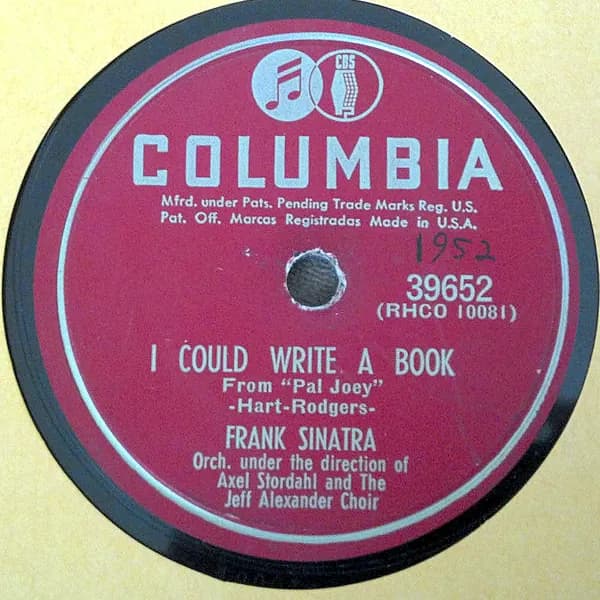 CBS
COLUMBIA
Mfrd. under Pats. Pending Trade Marks Reg. U.S.
Pat. Off. Marcas Registradas Made in U.S.A.
1952
39652
(RHCO 10081)
I COULD WRITE A BOOK
From "Pal Joey"
-Hart-Rodgers-
FRANK SINATRA
Orch. under the direction of
Axel Stordahl and The
Jeff Alexander Choir